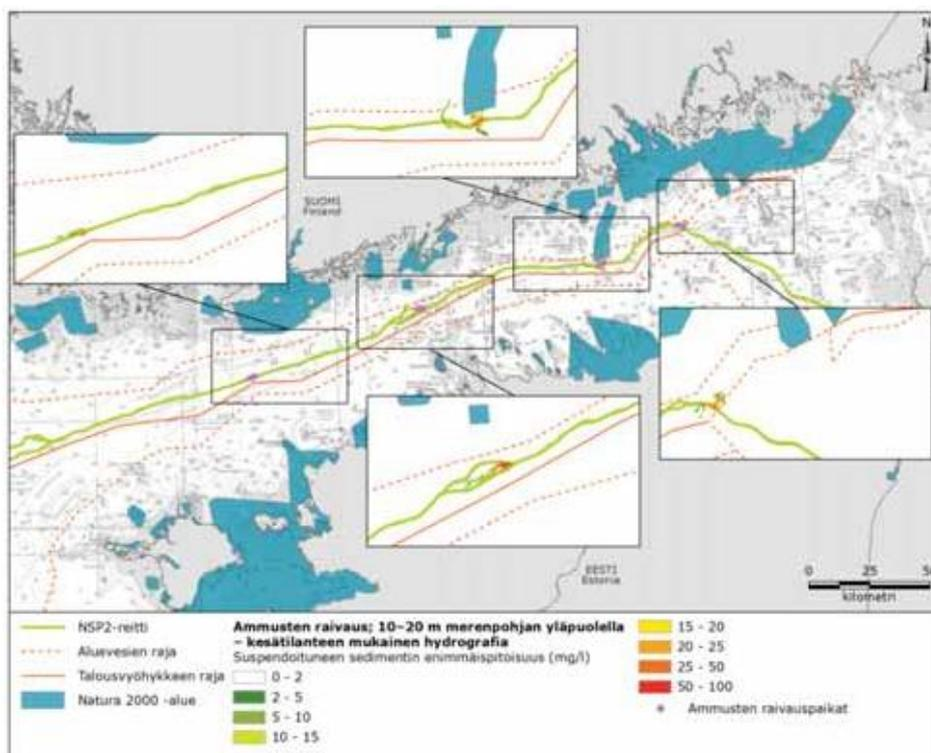 N
SUOMI
Finland
EESTI
Estonia
0 25 50
kilometri
NSP2-reitti
Aluevesien raja
Talousvyöhykkeen raja
Natura 2000 -alue
Ammusten raivaus; 10–20 m merenpohjan yläpuolella
– kesätilanteen mukainen hydrografia
Suspendoituneen sedimentin enimmäispitoisuus (mg/l)
0 - 2
2 - 5
5 - 10
10 - 15
15 - 20
20 - 25
25 - 50
50 - 100
Ammusten raivauspaikat